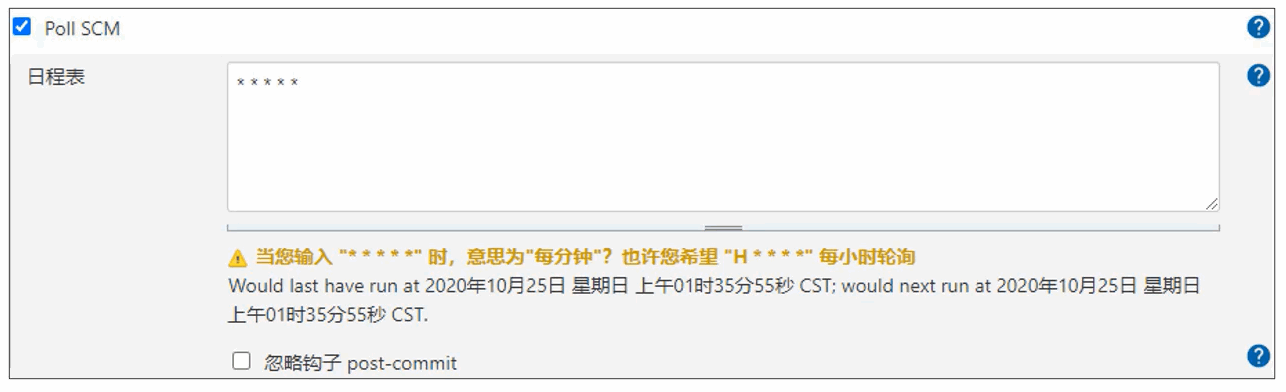 Poll SCM
日程表
* * * * *
当您输入 "* * * * *" 时，意思为"每分钟"？也许您希望 "H * * * *" 每小时轮询
Would last have run at 2020年10月25日 星期日 上午01时35分55秒 CST; would next run at 2020年10月25日 星期日
上午01时35分55秒 CST.
忽略钩子 post-commit